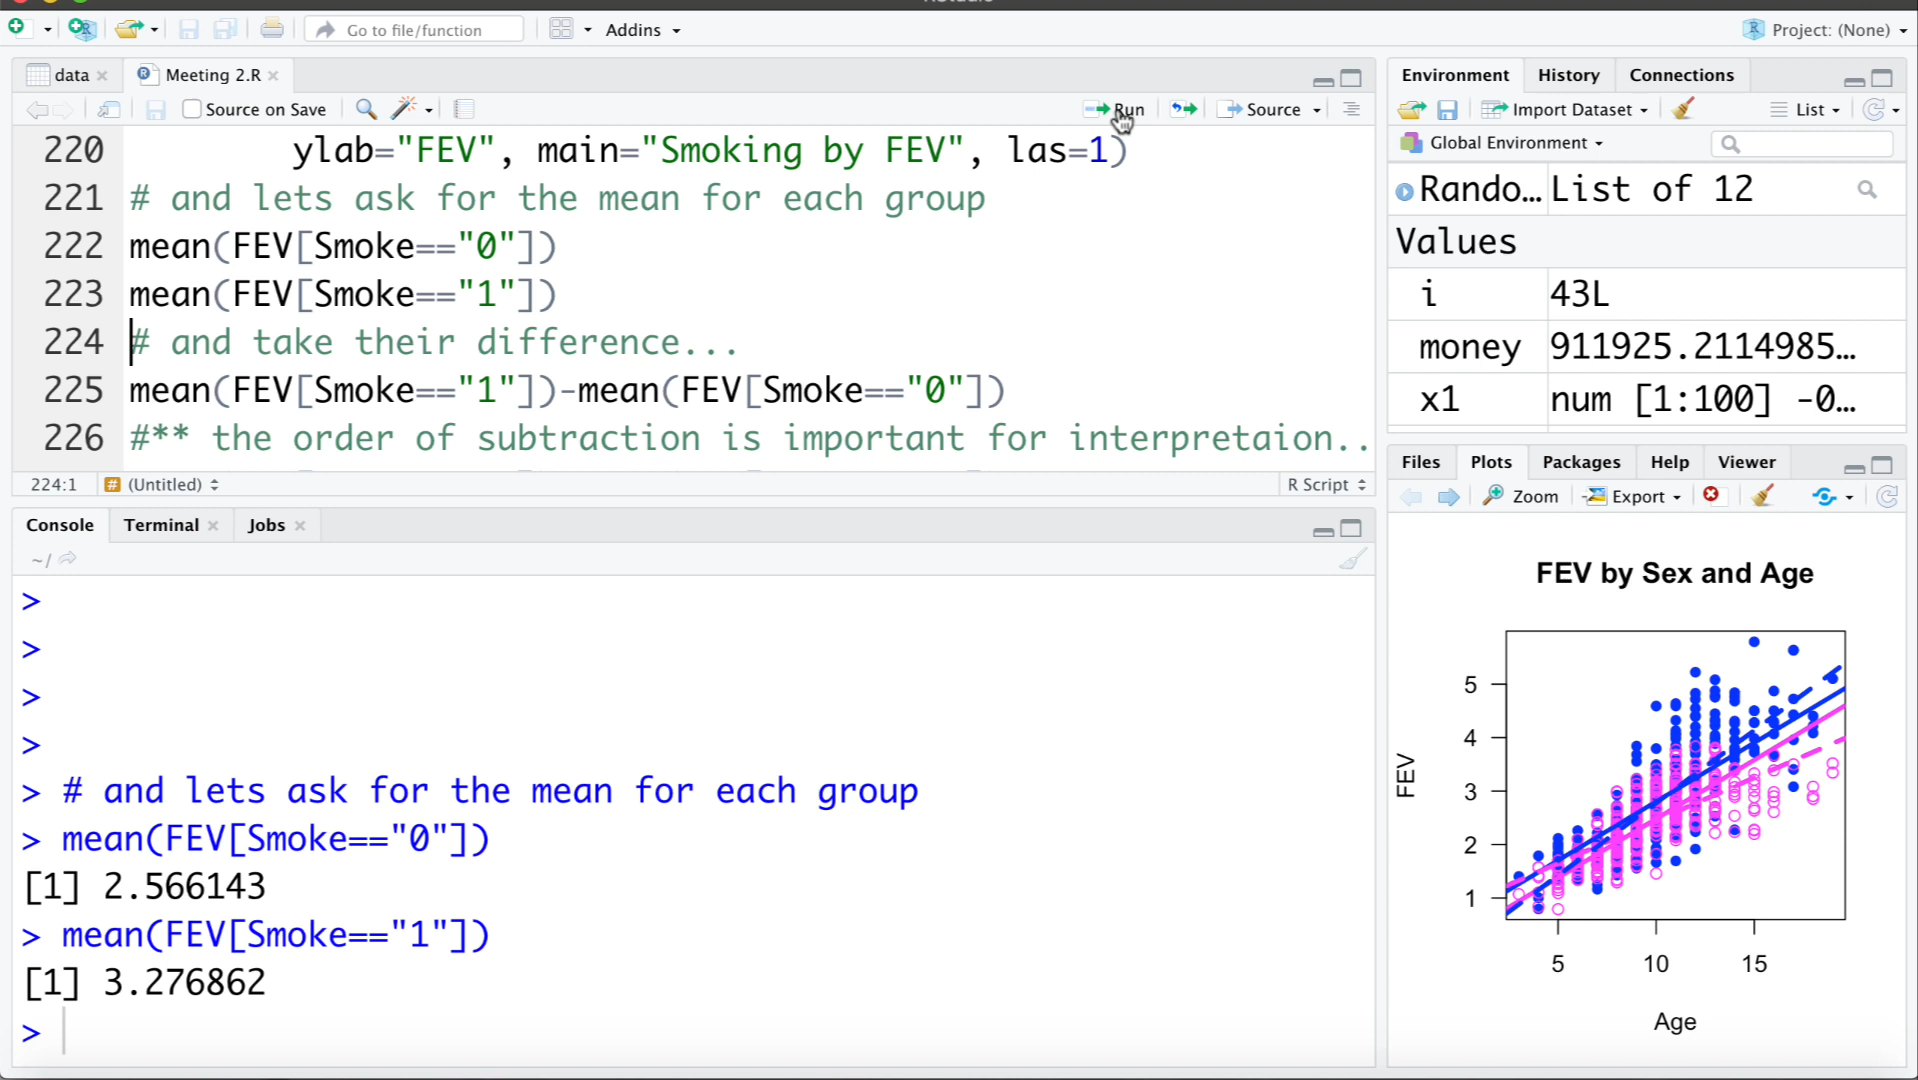 Go to file/function
Addins
Project: (None)
data
Meeting 2.R
Source on Save
Run
Source
220 ylab="FEV", main="Smoking by FEV", las=1)
221 # and lets ask for the mean for each group
222 mean(FEV[Smoke=="0"])
223 mean(FEV[Smoke=="1"])
224 # and take their difference...
225 mean(FEV[Smoke=="1"])-mean(FEV[Smoke=="0"])
226 #** the order of subtraction is important for interpretaion..
224:1
(Untitled)
R Script
Console
Terminal
Jobs
~/
>
>
>
>
> # and lets ask for the mean for each group
> mean(FEV[Smoke=="0"])
[1] 2.566143
> mean(FEV[Smoke=="1"])
[1] 3.276862
>
Environment
History
Connections
Import Dataset
List
Global Environment
Rando… List of 12
Values
i 43L
money 911925.2114985…
x1 num [1:100] -0…
Files
Plots
Packages
Help
Viewer
Zoom
Export
FEV by Sex and Age
5
4
3
2
1
FEV
5 10 15
Age